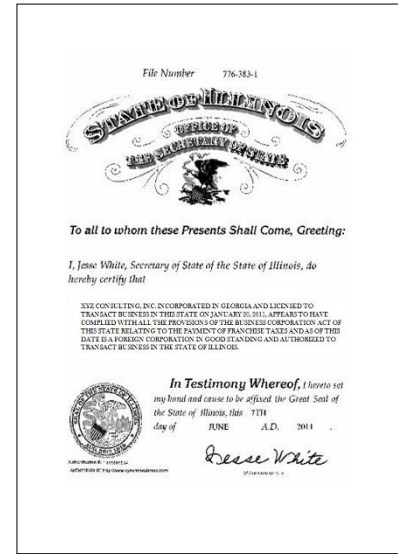 File Number 776-383-1
STATE OF ILLINOIS
OFFICE OF
THE SECRETARY OF STATE
To all to whom these Presents Shall Come, Greeting:
I, Jesse White, Secretary of State of the State of Illinois, do
hereby certify that
XYZ CONSULTING, INC. INCORPORATED IN GEORGIA AND LICENSED TO
TRANSACT BUSINESS IN THIS STATE ON JANUARY 20, 2011, APPEARS TO HAVE
COMPLIED WITH ALL THE PROVISIONS OF THE BUSINESS CORPORATION ACT OF
THIS STATE RELATING TO THE PAYMENT OF FRANCHISE TAXES AND AS OF THIS
DATE IS A FOREIGN CORPORATION IN GOOD STANDING AND AUTHORIZED TO
TRANSACT BUSINESS IN THE STATE OF ILLINOIS.
In Testimony Whereof, I hereto set
my hand and cause to be affixed the Great Seal of
the State of Illinois, this 7TH
day of JUNE A.D. 2011 .
Jesse White
SEAL OF THE STATE OF ILLINOIS